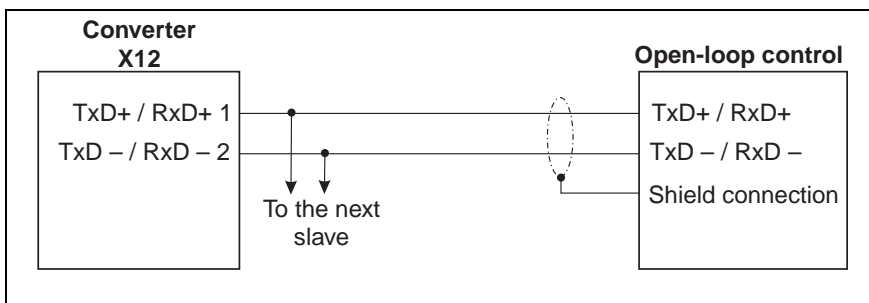 Converter
X12
Open-loop control
TxD+ / RxD+ 1
TxD+ / RxD+
TxD – / RxD – 2
TxD – / RxD –
Shield connection
To the next
slave